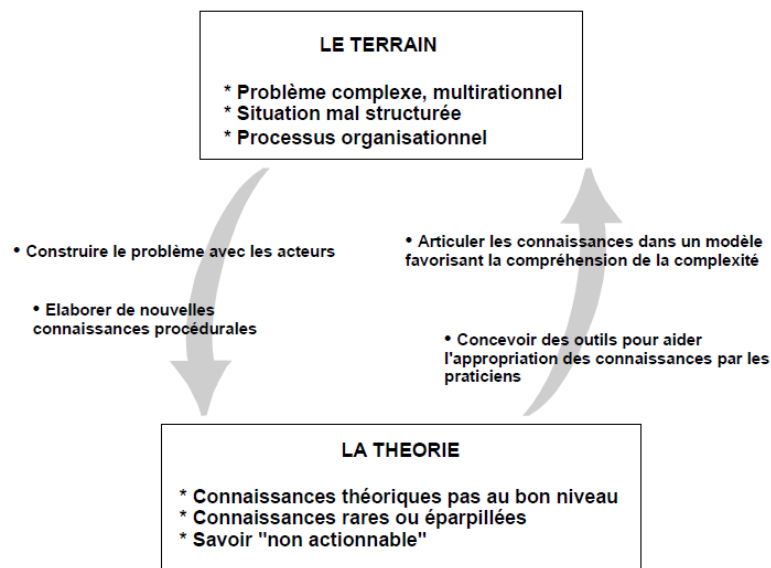 LE TERRAIN
* Problème complexe, multirationnel
* Situation mal structurée
* Processus organisationnel
• Construire le problème avec les acteurs
• Elaborer de nouvelles
connaissances procédurales
• Articuler les connaissances dans un modèle
favorisant la compréhension de la complexité
• Concevoir des outils pour aider
l'appropriation des connaissances par les
praticiens
LA THEORIE
* Connaissances théoriques pas au bon niveau
* Connaissances rares ou éparpillées
* Savoir "non actionnable"